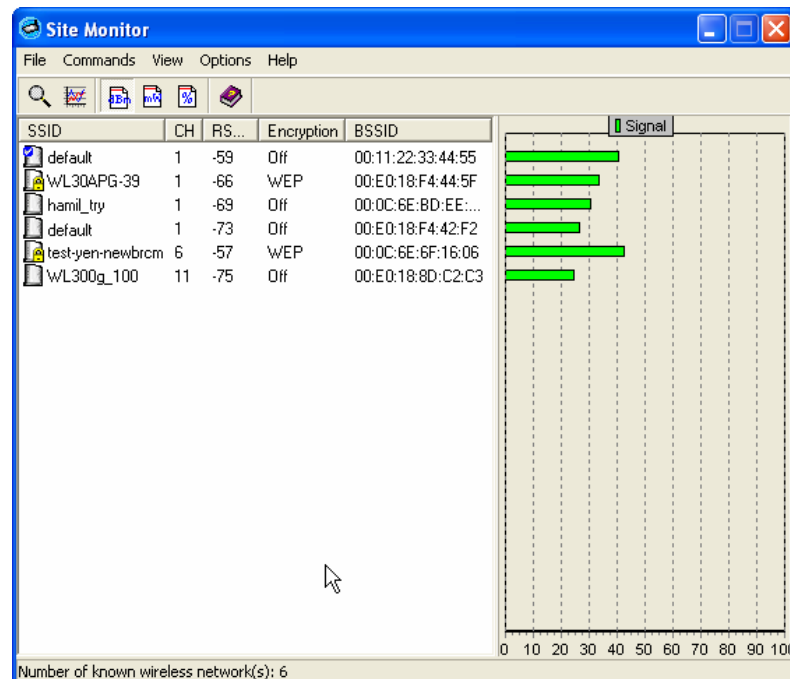 Site Monitor
File Commands View Options Help
dBm mW %
SSID CH RS... Encryption BSSID
Signal
default 1 -59 Off 00:11:22:33:44:55
WL30APG-39 1 -66 WEP 00:E0:18:F4:44:5F
hamil_try 1 -69 Off 00:0C:6E:BD:EE:...
default 1 -73 Off 00:E0:18:F4:42:F2
test-yen-newbrcm 6 -57 WEP 00:0C:6E:6F:16:06
WL300g_100 11 -75 Off 00:E0:18:8D:C2:C3
0 10 20 30 40 50 60 70 80 90 100
Number of known wireless network(s): 6